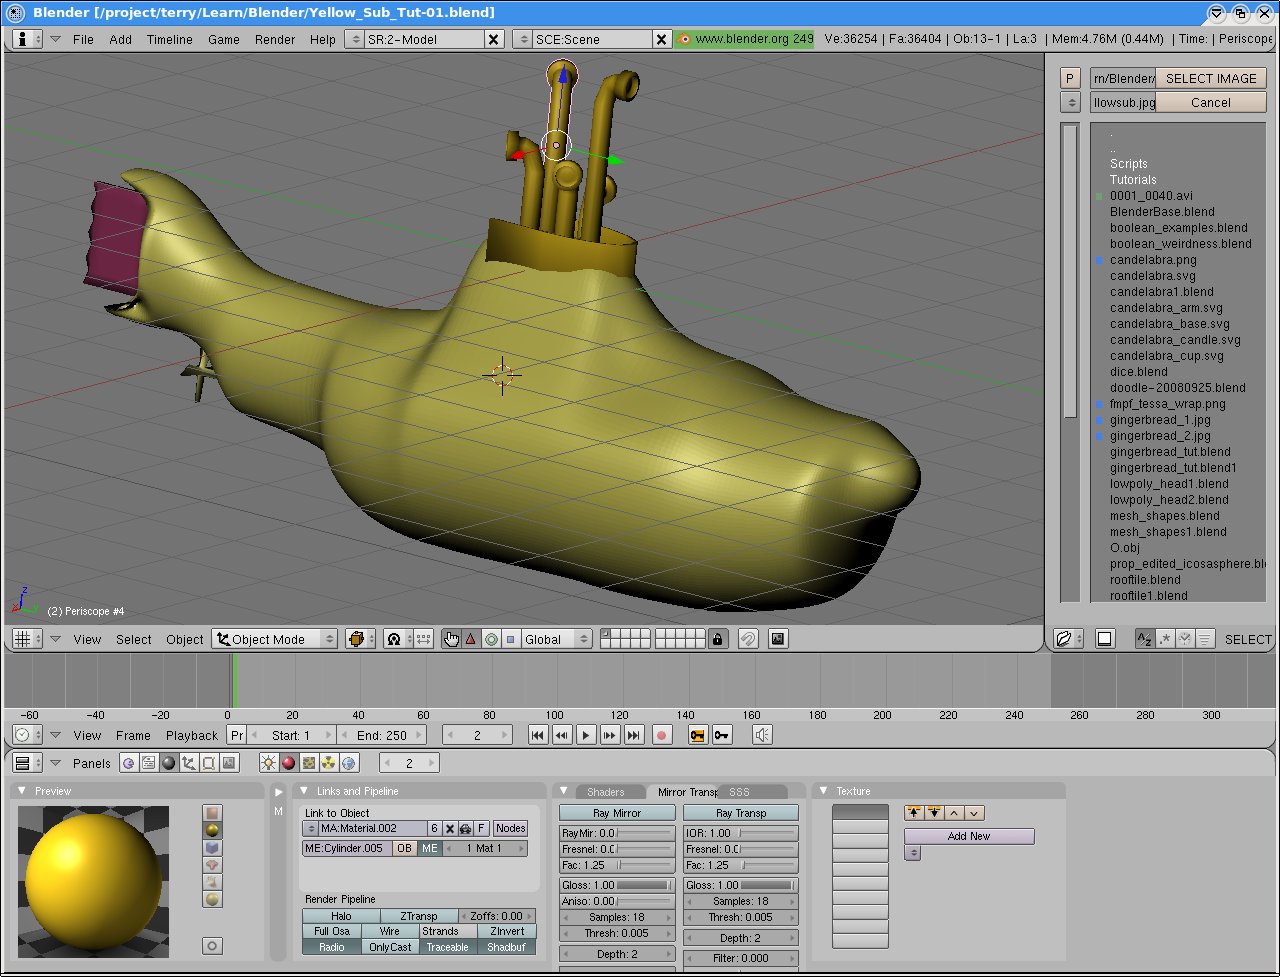 Blender [/project/terry/Learn/Blender/Yellow_Sub_Tut-01.blend]
File Add Timeline Game Render Help SR:2-Model SCE:Scene www.blender.org 249 Ve:36254 | Fa:36404 | Ob:13-1 | La:3 | Mem:4.76M (0.44M) | Time: | Periscope
P rn/Blender/ SELECT IMAGE
llowsub.jpg Cancel
.
..
Scripts
Tutorials
0001_0040.avi
BlenderBase.blend
boolean_examples.blend
boolean_weirdness.blend
candelabra.png
candelabra.svg
candelabra1.blend
candelabra_arm.svg
candelabra_base.svg
candelabra_candle.svg
candelabra_cup.svg
dice.blend
doodle-20080925.blend
fmpf_tessa_wrap.png
gingerbread_1.jpg
gingerbread_2.jpg
gingerbread_tut.blend
gingerbread_tut.blend1
lowpoly_head1.blend
lowpoly_head2.blend
mesh_shapes.blend
mesh_shapes1.blend
O.obj
prop_edited_icosasphere.ble
rooftile.blend
rooftile1.blend
z
x y
(2) Periscope #4
View Select Object Object Mode Global
SELECT
-60 -40 -20 0 20 40 60 80 100 120 140 160 180 200 220 240 260 280 300
View Frame Playback Pr Start: 1 End: 250 2
Panels 2
Preview
M
Links and Pipeline
Link to Object
MA:Material.002 6 F Nodes
ME:Cylinder.005 OB ME 1 Mat 1
Render Pipeline
Halo ZTransp Zoffs: 0.00
Full Osa Wire Strands ZInvert
Radio OnlyCast Traceable Shadbuf
Shaders Mirror Transp SSS
Ray Mirror Ray Transp
RayMir: 0.0 IOR: 1.00
Fresnel: 0.0 Fresnel: 0.0
Fac: 1.25 Fac: 1.25
Gloss: 1.00 Gloss: 1.00
Aniso: 0.00 Samples: 18
Samples: 18 Thresh: 0.005
Thresh: 0.005 Depth: 2
Depth: 2 Filter: 0.000
Texture
Add New